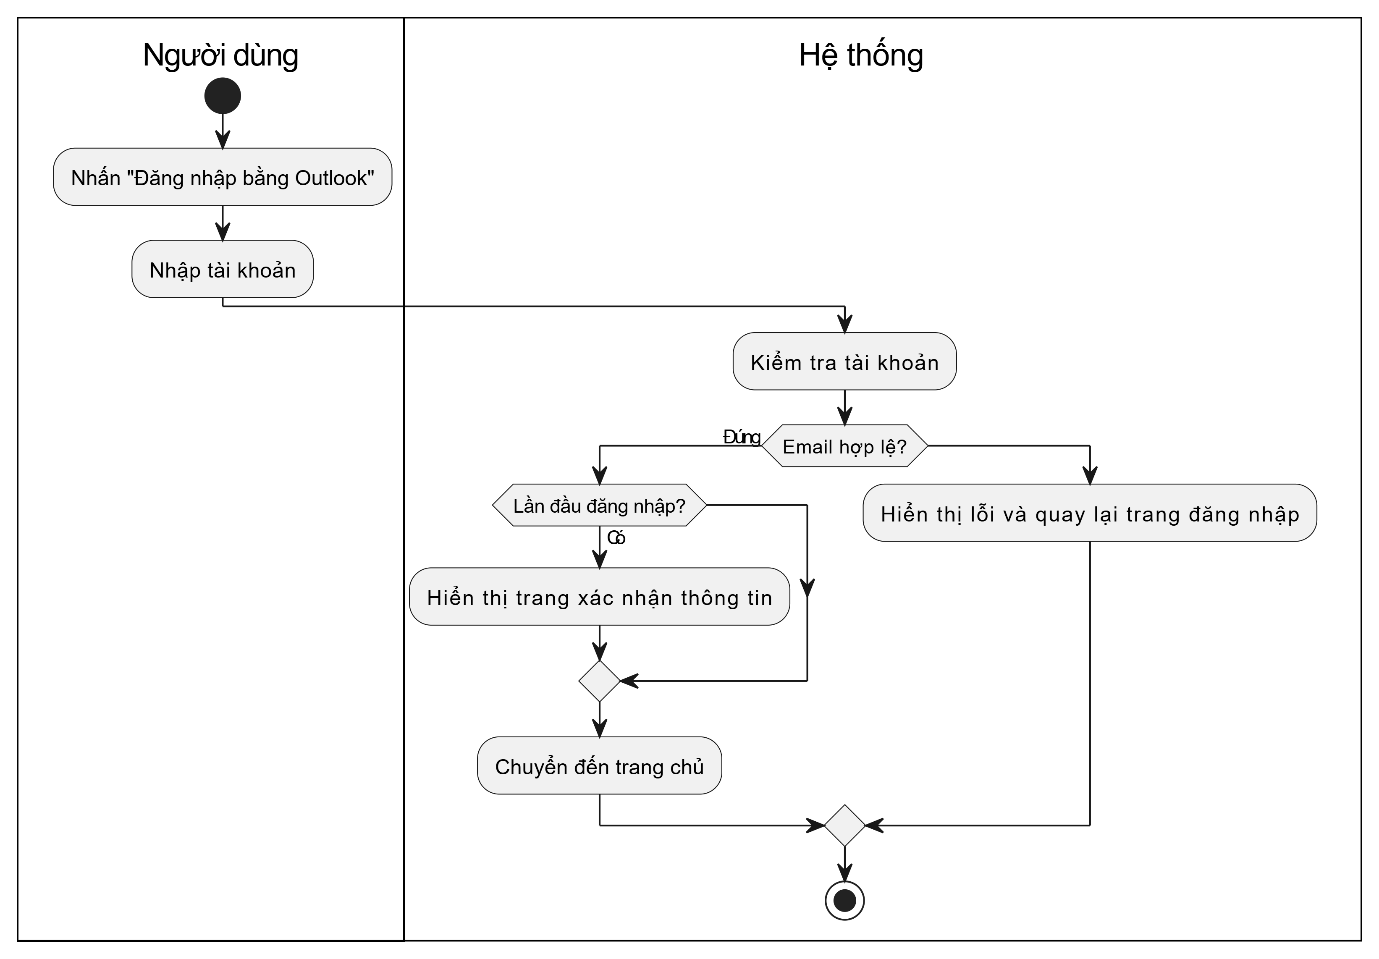 Người dùng
Hệ thống
Nhấn "Đăng nhập bằng Outlook"
Nhập tài khoản
Kiểm tra tài khoản
Đúng
Email hợp lệ?
Lần đầu đăng nhập?
Hiển thị lỗi và quay lại trang đăng nhập
Có
Hiển thị trang xác nhận thông tin
Chuyển đến trang chủ